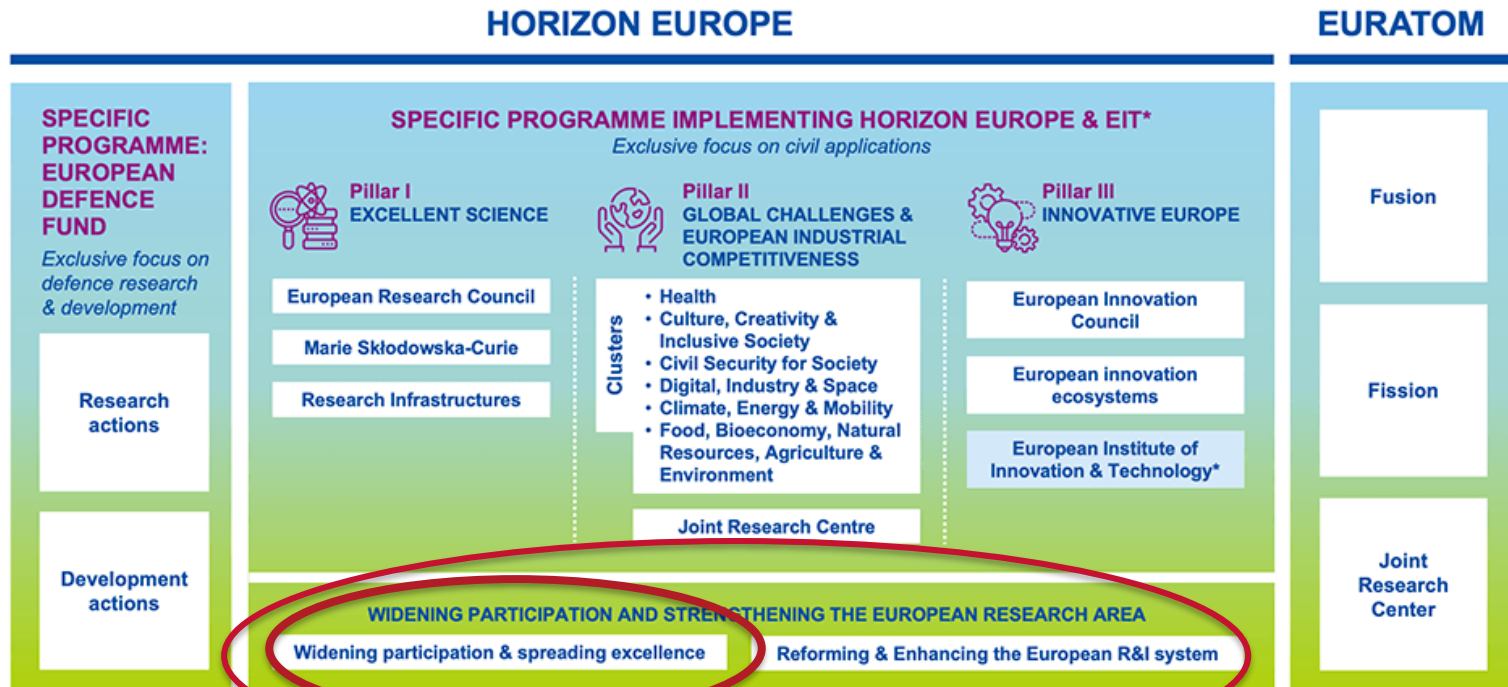 HORIZON EUROPE
EURATOM
SPECIFIC
PROGRAMME:
EUROPEAN
DEFENCE
FUND
Exclusive focus on
defence research
& development
Research
actions
Development
actions
SPECIFIC PROGRAMME IMPLEMENTING HORIZON EUROPE & EIT*
Exclusive focus on civil applications
Pillar I
EXCELLENT SCIENCE
European Research Council
Marie Skłodowska-Curie
Research Infrastructures
Pillar II
GLOBAL CHALLENGES &
EUROPEAN INDUSTRIAL
COMPETITIVENESS
Clusters
• Health
• Culture, Creativity &
Inclusive Society
• Civil Security for Society
• Digital, Industry & Space
• Climate, Energy & Mobility
• Food, Bioeconomy, Natural
Resources, Agriculture &
Environment
Joint Research Centre
Pillar III
INNOVATIVE EUROPE
European Innovation
Council
European innovation
ecosystems
European Institute of
Innovation & Technology*
WIDENING PARTICIPATION AND STRENGTHENING THE EUROPEAN RESEARCH AREA
Widening participation & spreading excellence
Reforming & Enhancing the European R&I system
Fusion
Fission
Joint
Research
Center